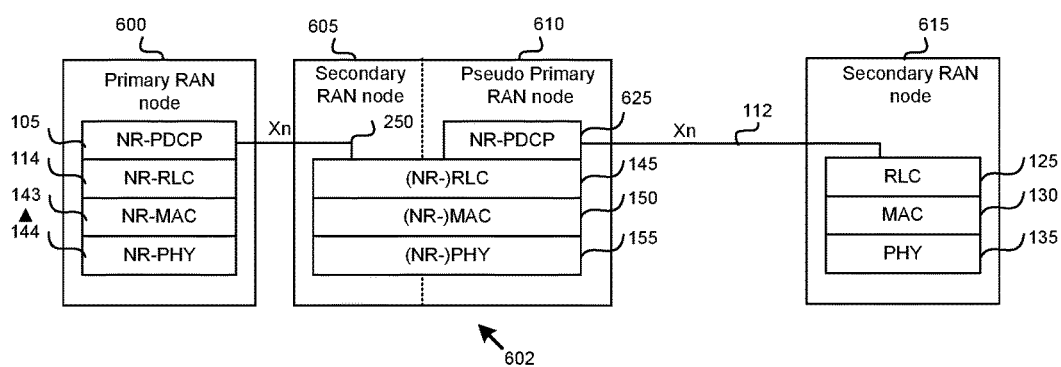 600
605
610
615
Primary RAN
node
Secondary
RAN node
Pseudo Primary
RAN node
Secondary RAN
node
105
NR-PDCP
Xn
250
NR-PDCP
625
Xn
112
114
NR-RLC
(NR-)RLC
145
RLC
125
143
NR-MAC
(NR-)MAC
150
MAC
130
144
NR-PHY
(NR-)PHY
155
PHY
135
602